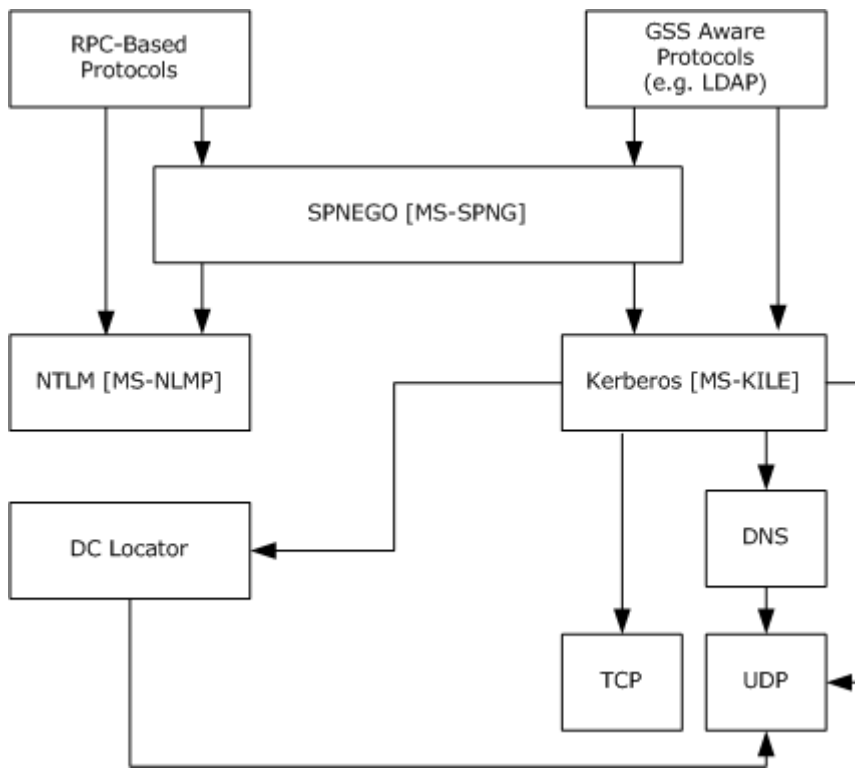 RPC-Based
Protocols
GSS Aware
Protocols
(e.g. LDAP)
SPNEGO [MS-SPNG]
NTLM [MS-NLMP]
Kerberos [MS-KILE]
DC Locator
DNS
TCP
UDP